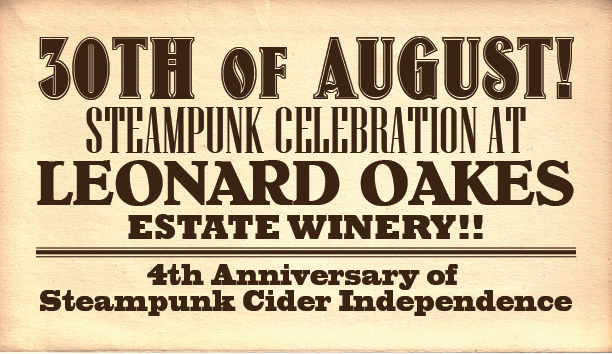 30TH OF AUGUST!
STEAMPUNK CELEBRATION AT
LEONARD OAKES
ESTATE WINERY!!
4th Anniversary of
Steampunk Cider Independence